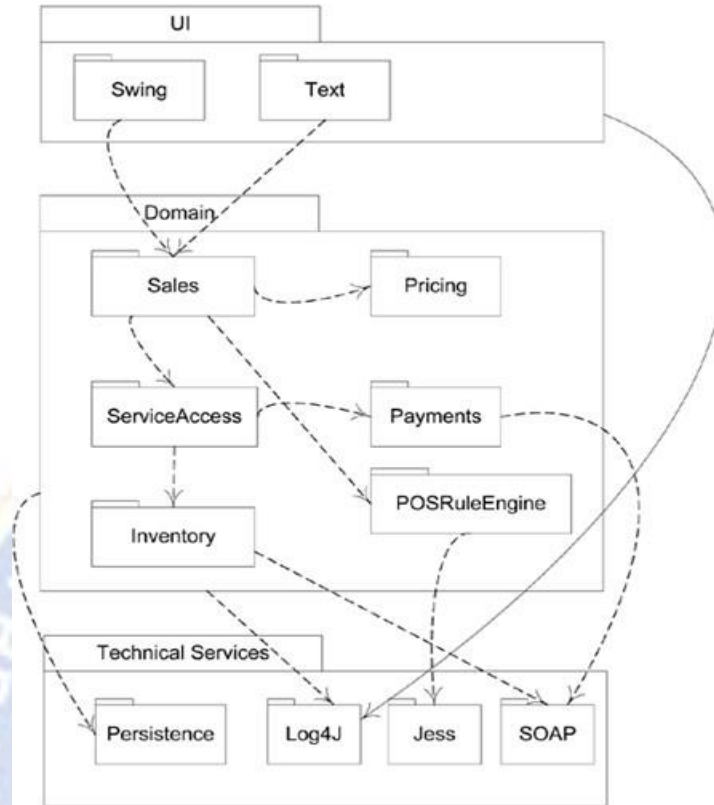 UI
Swing
Text
Domain
Sales
Pricing
ServiceAccess
Payments
POSRuleEngine
Inventory
Technical Services
Persistence
Log4J
Jess
SOAP